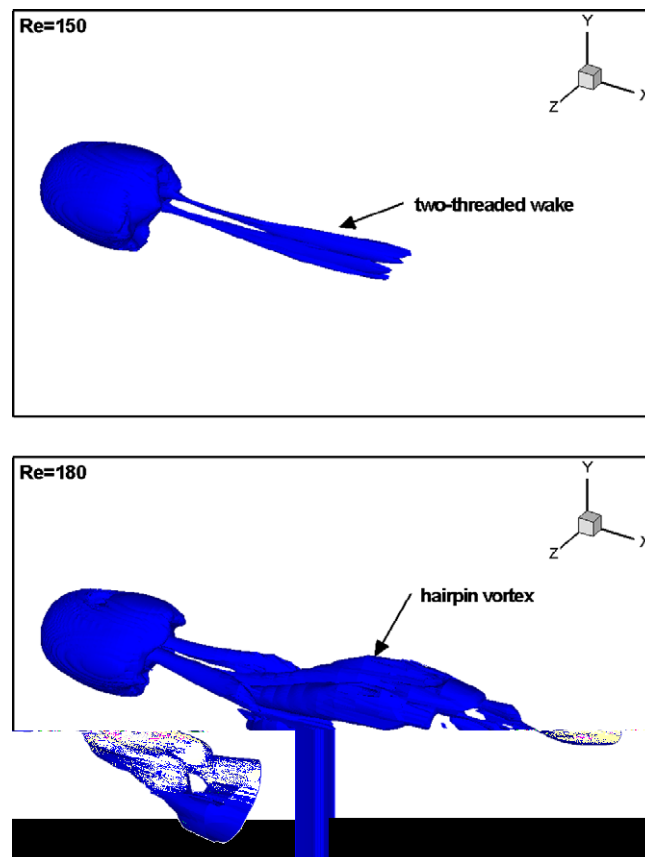 Re=150
Y
X
Z
two-threaded wake
Re=180
Y
X
Z
hairpin vortex